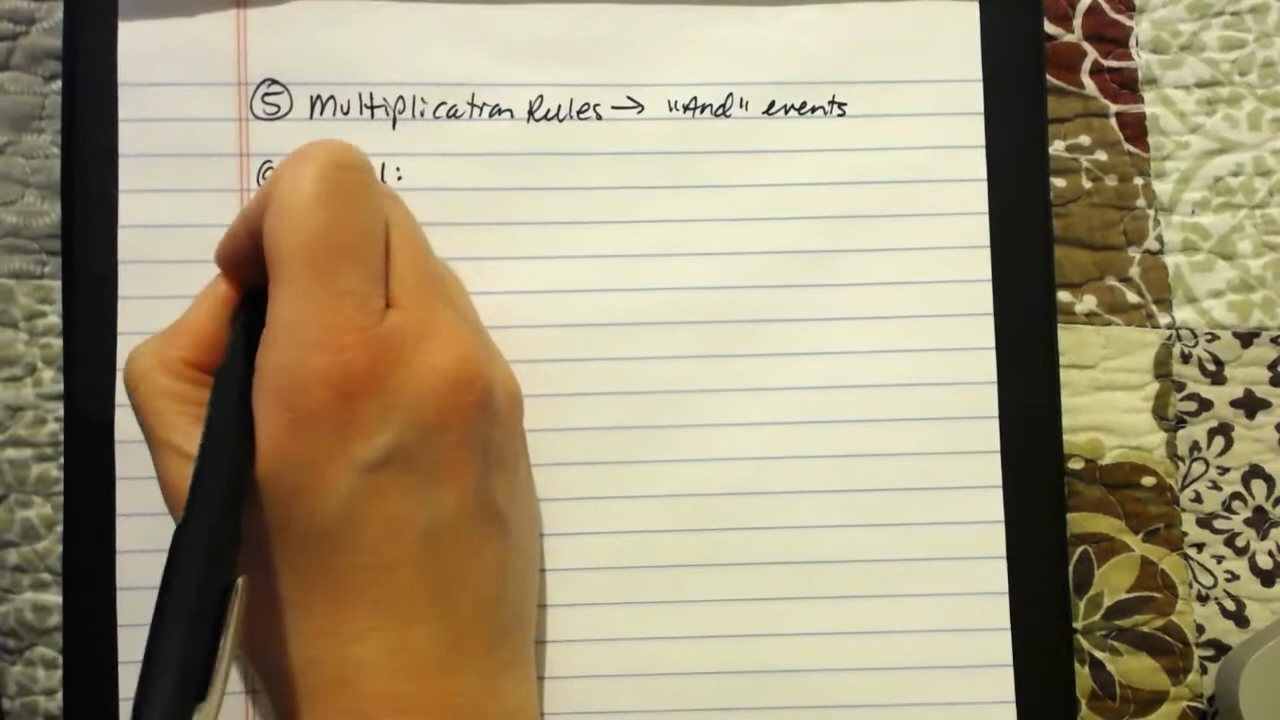 ⑤ Multiplication Rules → "And" events